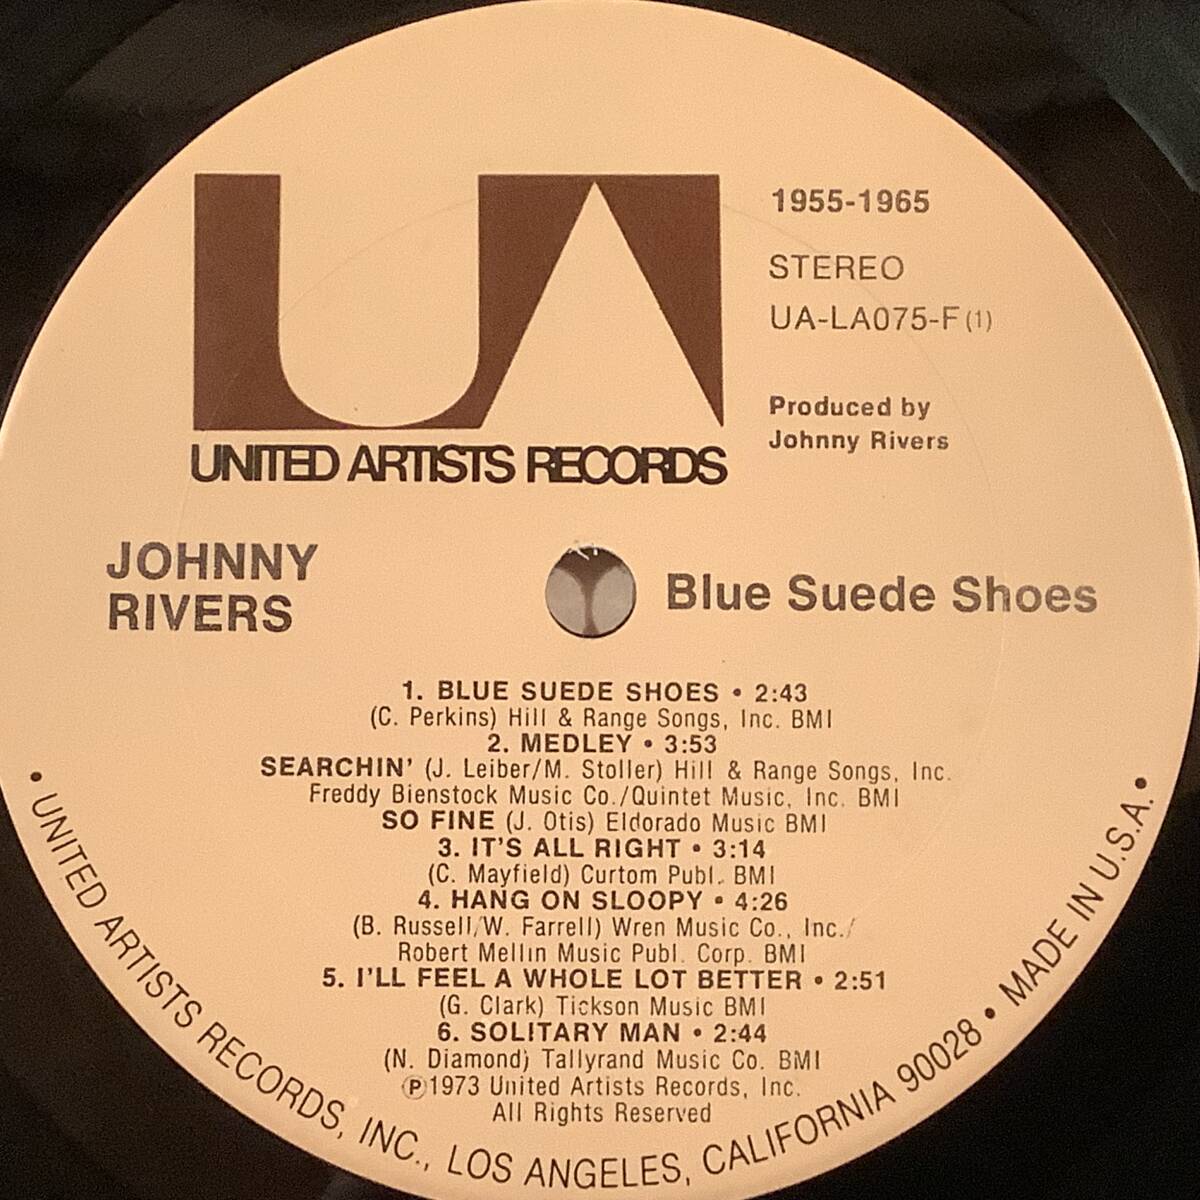 UA
1955-1965
STEREO
UA-LA075-F (1)
Produced by
Johnny Rivers
UNITED ARTISTS RECORDS
JOHNNY
RIVERS
Blue Suede Shoes
1. BLUE SUEDE SHOES • 2:43
(C. Perkins) Hill & Range Songs, Inc. BMI
2. MEDLEY • 3:53
SEARCHIN' (J. Leiber/M. Stoller) Hill & Range Songs, Inc.
Freddy Bienstock Music Co./Quintet Music, Inc. BMI
SO FINE (J. Otis) Eldorado Music BMI
3. IT'S ALL RIGHT • 3:14
(C. Mayfield) Curtom Publ. BMI
4. HANG ON SLOOPY • 4:26
(B. Russell/W. Farrell) Wren Music Co., Inc./
Robert Mellin Music Publ. Corp. BMI
5. I'LL FEEL A WHOLE LOT BETTER • 2:51
(G. Clark) Tickson Music BMI
6. SOLITARY MAN • 2:44
(N. Diamond) Tallyrand Music Co. BMI
℗1973 United Artists Records, Inc.
All Rights Reserved
• UNITED ARTISTS RECORDS, INC., LOS ANGELES, CALIFORNIA 90028 • MADE IN U.S.A. •